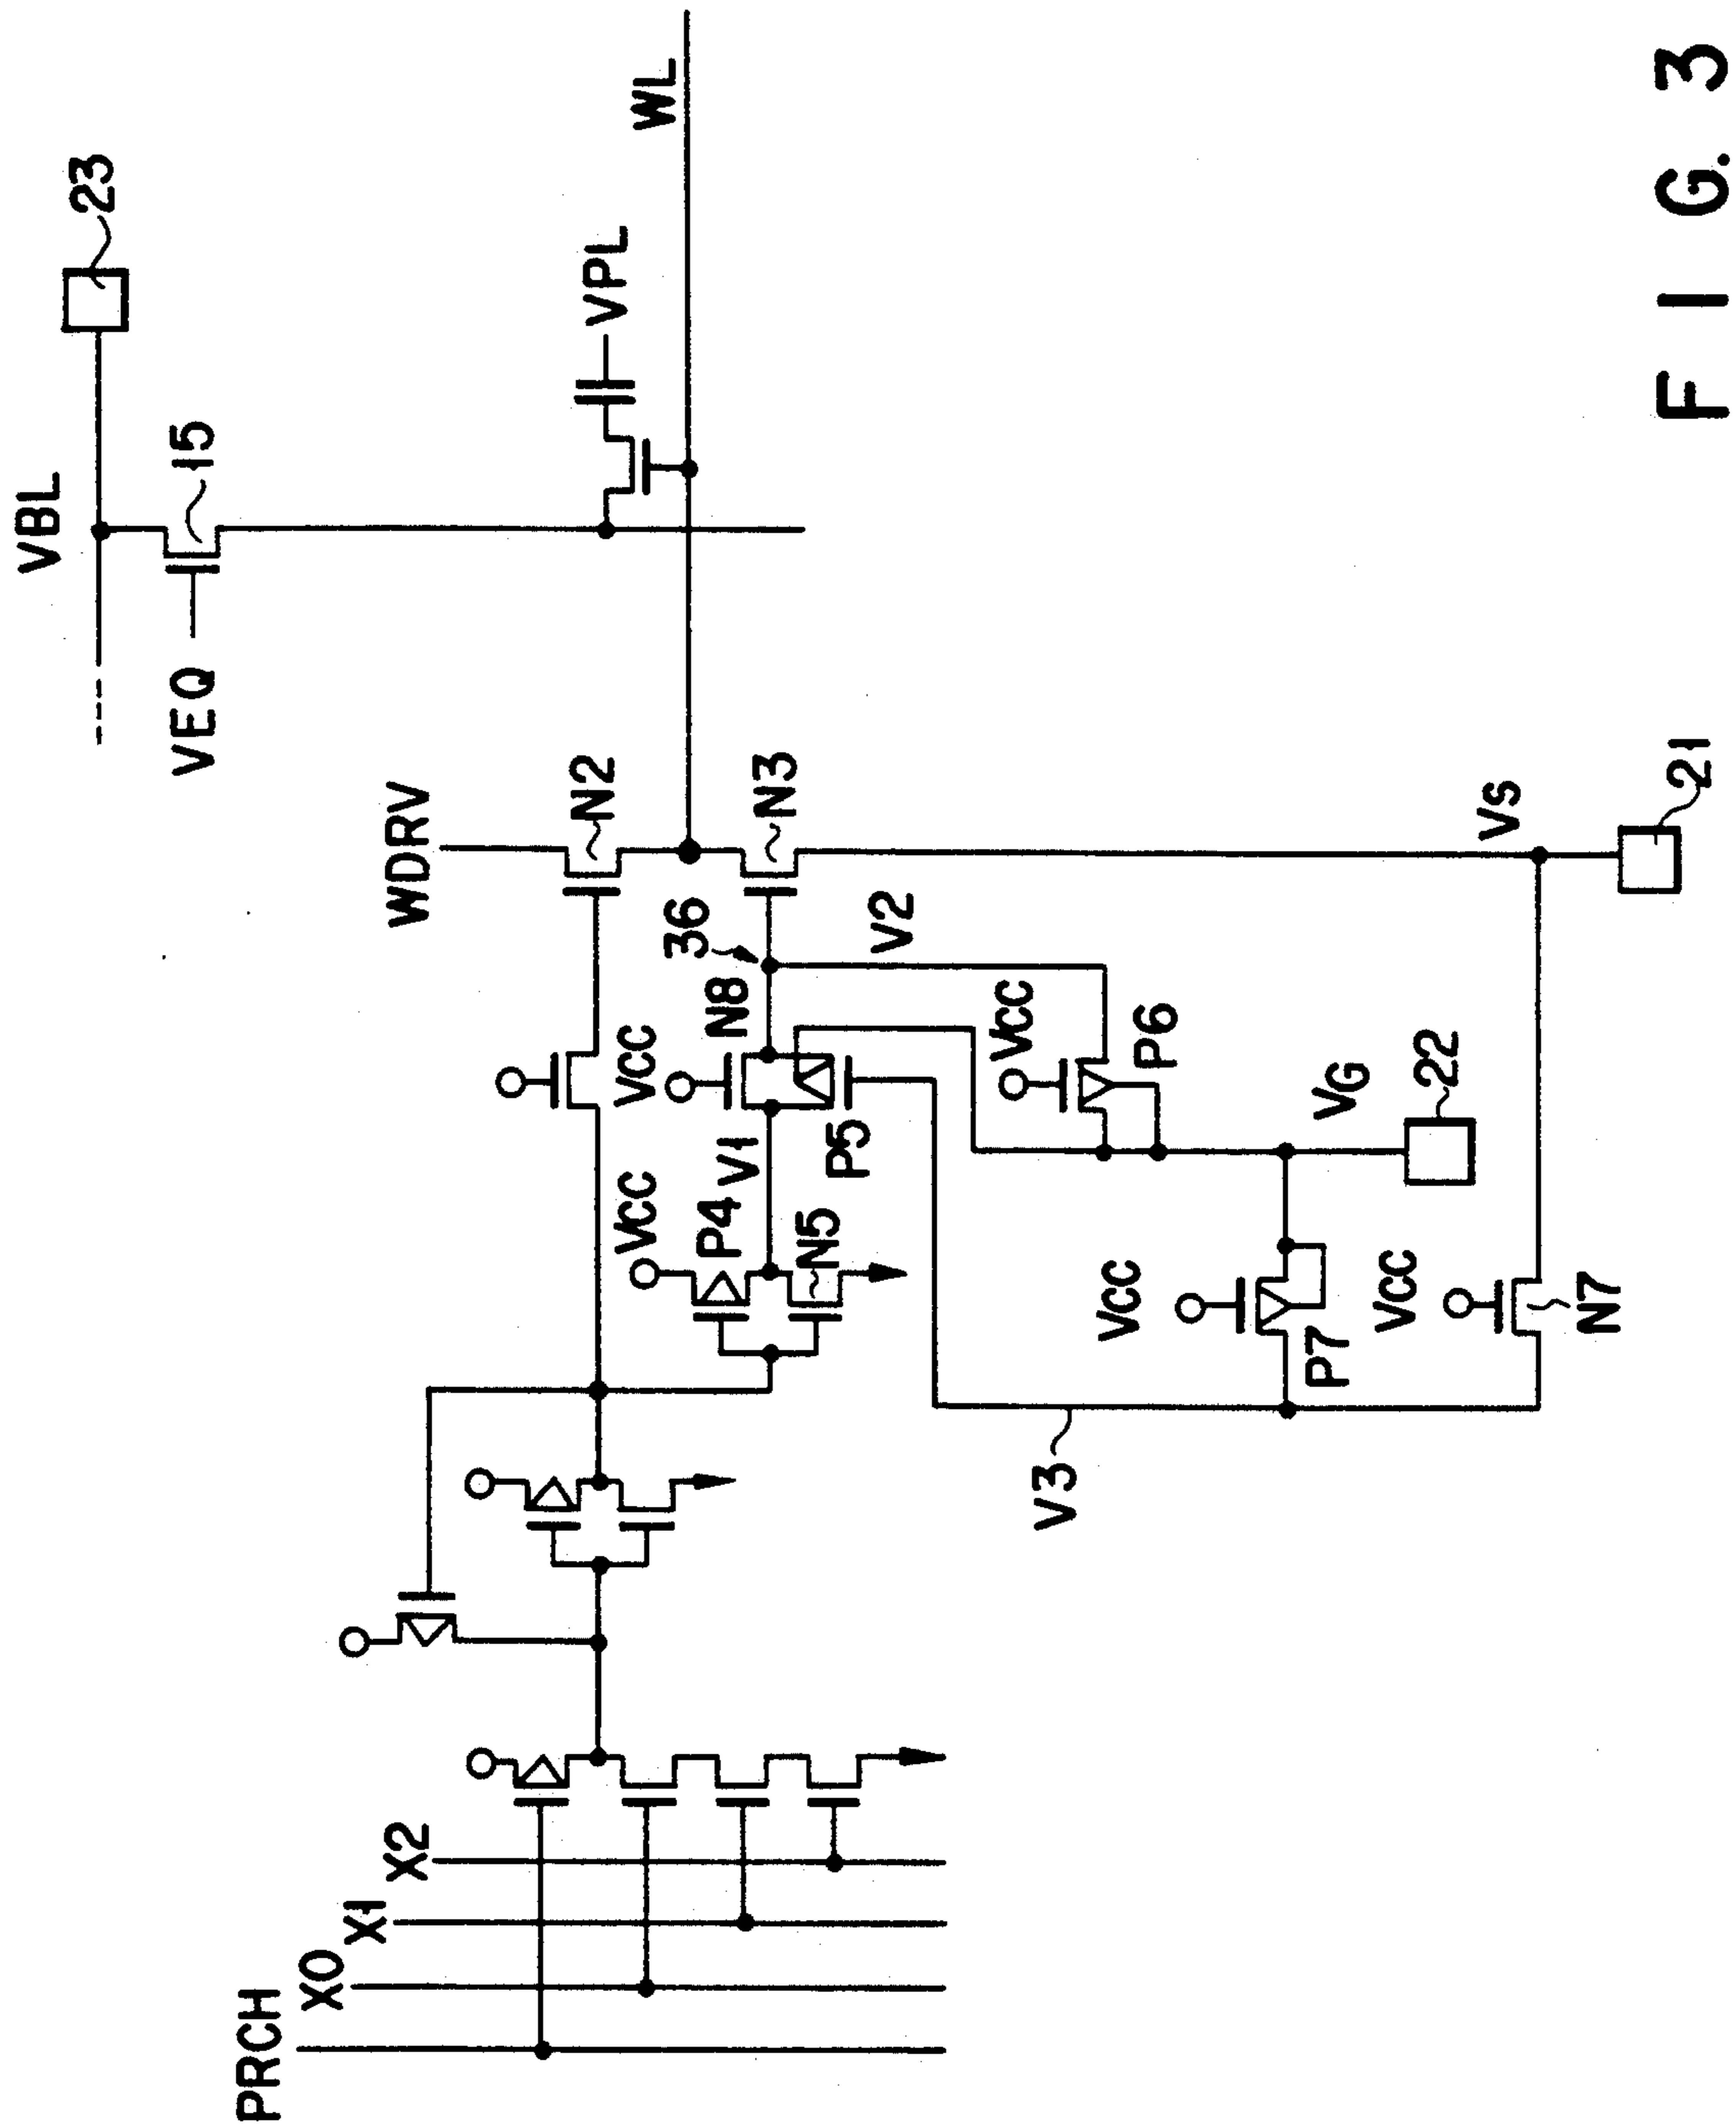 VBL
23
15
VEQ
VPL
WL
WDRV
N2
N3
36
V2
VS
21
VCC
N8
V1
P5
VCC
P4
N5
VCC
P6
VG
22
VCC
P7
VCC
N7
V3
PRCH
X0
X1
X2
FIG. 3